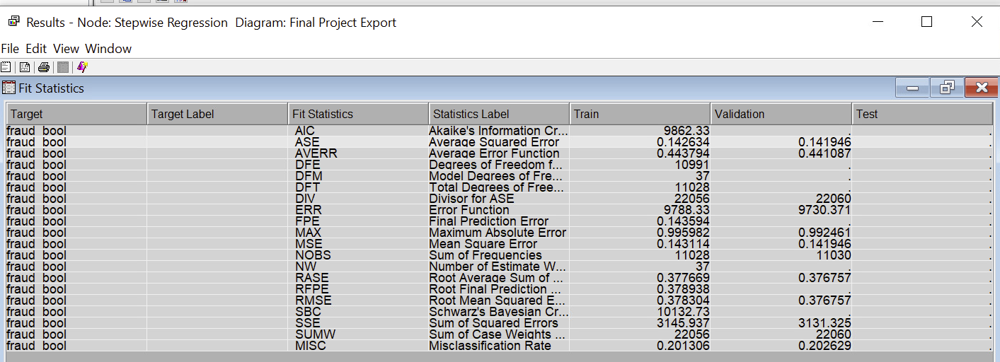 Results - Node: Stepwise Regression Diagram: Final Project Export
File Edit View Window
Fit Statistics
Target Target Label Fit Statistics Statistics Label Train Validation Test
fraud_bool AIC Akaike's Information Cr... 9862.33 . .
fraud_bool ASE Average Squared Error 0.142634 0.141946 .
fraud_bool AVERR Average Error Function 0.443794 0.441087 .
fraud_bool DFE Degrees of Freedom f... 10991 . .
fraud_bool DFM Model Degrees of Fre... 37 . .
fraud_bool DFT Total Degrees of Free... 11028 . .
fraud_bool DIV Divisor for ASE 22056 22060 .
fraud_bool ERR Error Function 9788.33 9730.371 .
fraud_bool FPE Final Prediction Error 0.143594 . .
fraud_bool MAX Maximum Absolute Error 0.995982 0.992461 .
fraud_bool MSE Mean Square Error 0.143114 0.141946 .
fraud_bool NOBS Sum of Frequencies 11028 11030 .
fraud_bool NW Number of Estimate W... 37 . .
fraud_bool RASE Root Average Sum of ... 0.377669 0.376757 .
fraud_bool RFPE Root Final Prediction ... 0.378938 . .
fraud_bool RMSE Root Mean Squared E... 0.378304 0.376757 .
fraud_bool SBC Schwarz's Bayesian Cr... 10132.73 . .
fraud_bool SSE Sum of Squared Errors 3145.937 3131.325 .
fraud_bool SUMW Sum of Case Weights ... 22056 22060 .
fraud_bool MISC Misclassification Rate 0.201306 0.202629 .